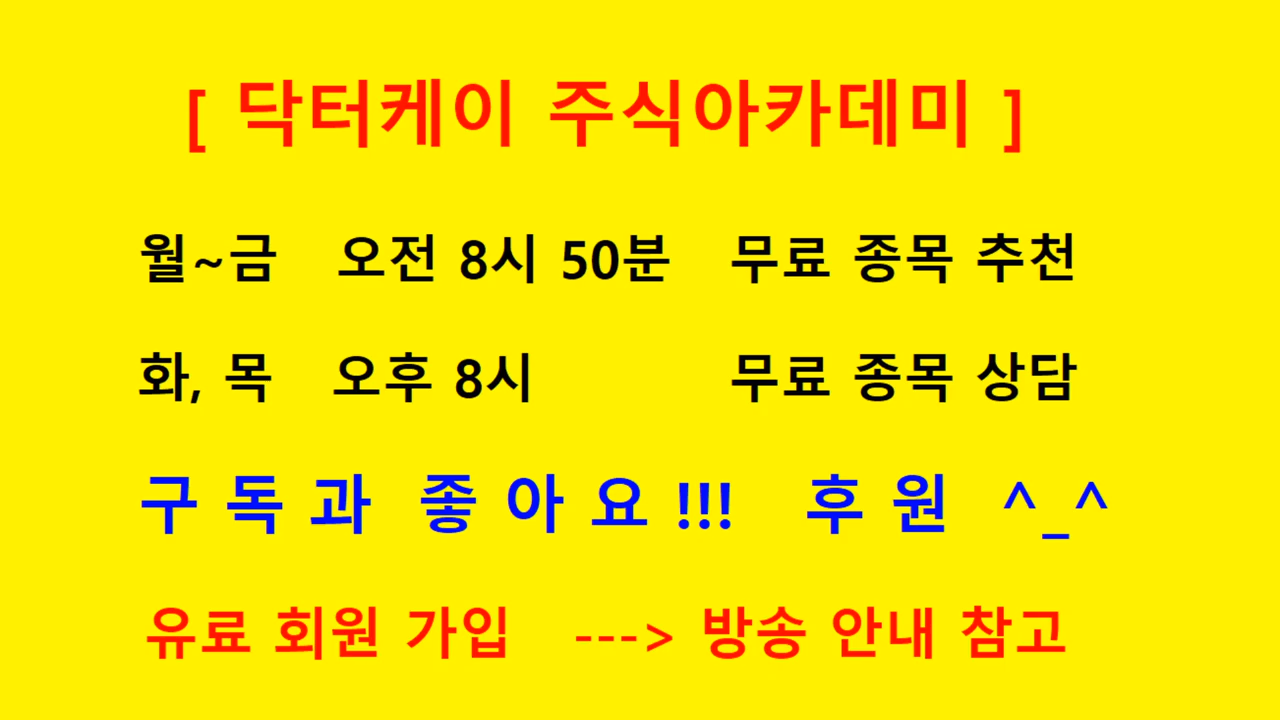 [ 닥터케이 주식아카데미 ]
월~금 오전 8시 50분 무료 종목 추천
화, 목 오후 8시 무료 종목 상담
구 독 과 좋 아 요 !!! 후 원 ^_^
유료 회원 가입 ---> 방송 안내 참고